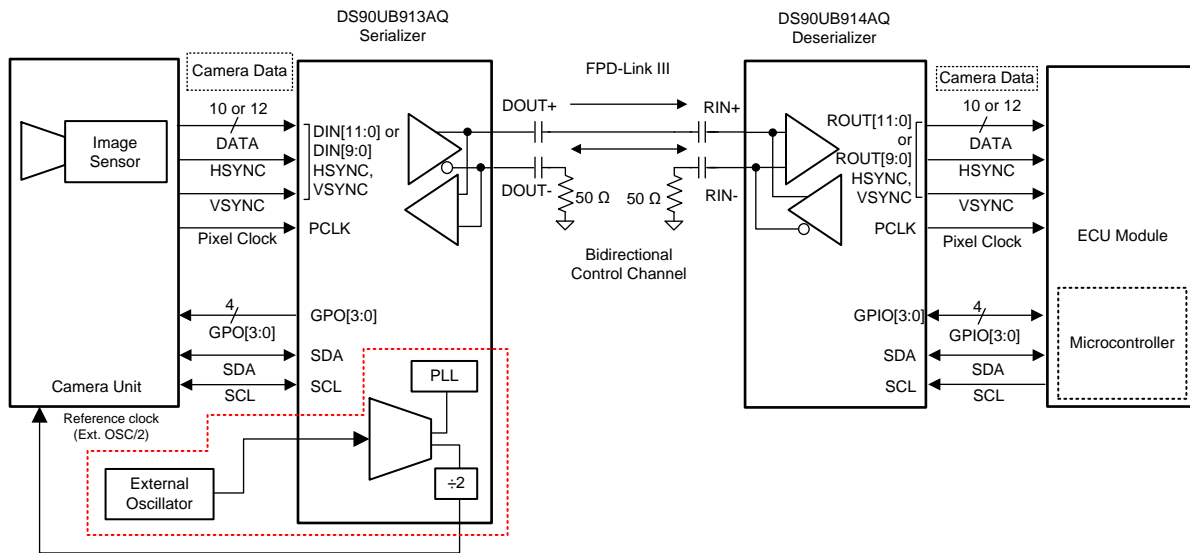 DS90UB913AQ
Serializer
DS90UB914AQ
Deserializer
FPD-Link III
Camera Data
Camera Data
Image
Sensor
10 or 12
DATA
HSYNC
VSYNC
Pixel Clock
DIN[11:0] or
DIN[9:0]
HSYNC,
VSYNC
PCLK
DOUT+
DOUT-
50 Ω
50 Ω
RIN+
RIN-
Bidirectional
Control Channel
ROUT[11:0]
or
ROUT[9:0]
HSYNC,
VSYNC
PCLK
10 or 12
DATA
HSYNC
VSYNC
Pixel Clock
ECU Module
4
GPO[3:0]
GPO[3:0]
SDA
SDA
SCL
SCL
Camera Unit
GPIO[3:0]
4
GPIO[3:0]
SDA
SDA
SCL
SCL
Microcontroller
PLL
Reference clock
(Ext. OSC/2)
External
Oscillator
÷2